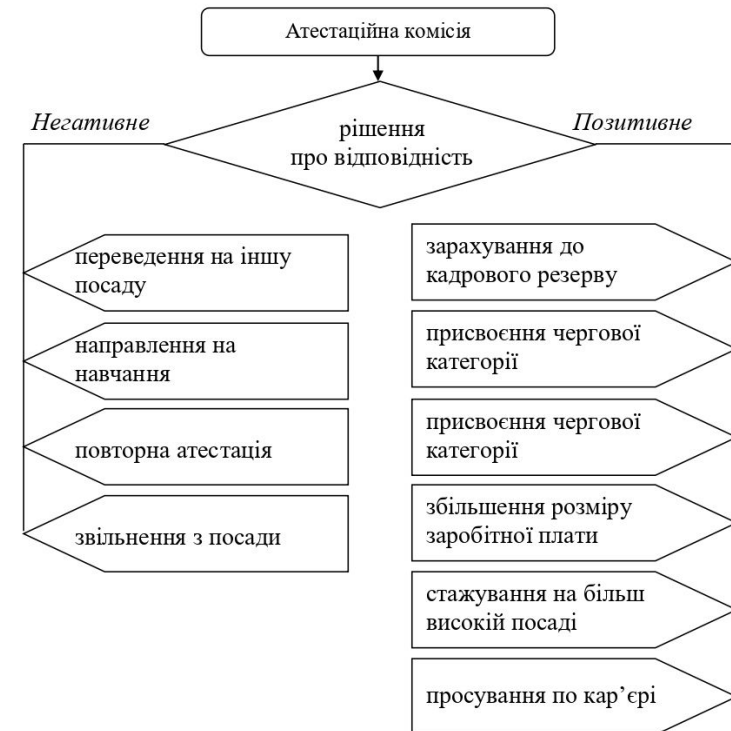 Атестаційна комісія
Негативне
Позитивне
рішення
про відповідність
переведення на іншу
посаду
направлення на
навчання
повторна атестація
звільнення з посади
зарахування до
кадрового резерву
присвоєння чергової
категорії
присвоєння чергової
категорії
збільшення розміру
заробітної плати
стажування на більш
високій посаді
просування по кар’єрі